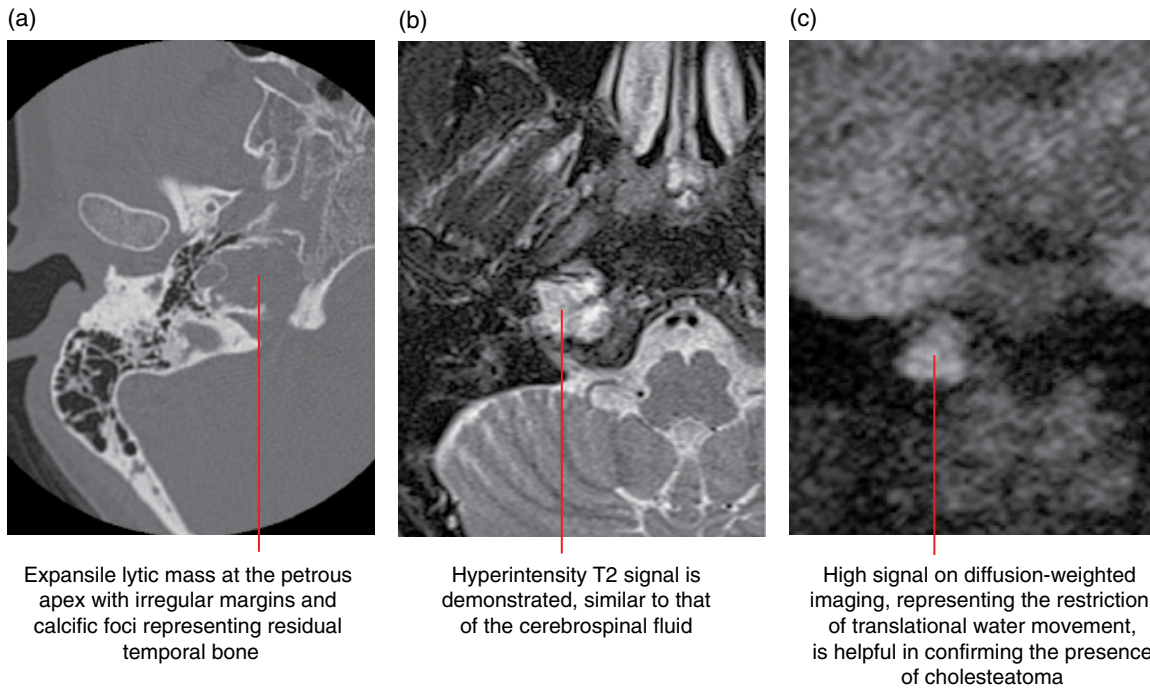 (a)
(b)
(c)
Expansile lytic mass at the petrous
apex with irregular margins and
calcific foci representing residual
temporal bone
Hyperintensity T2 signal is
demonstrated, similar to that
of the cerebrospinal fluid
High signal on diffusion-weighted
imaging, representing the restriction
of translational water movement,
is helpful in confirming the presence
of cholesteatoma